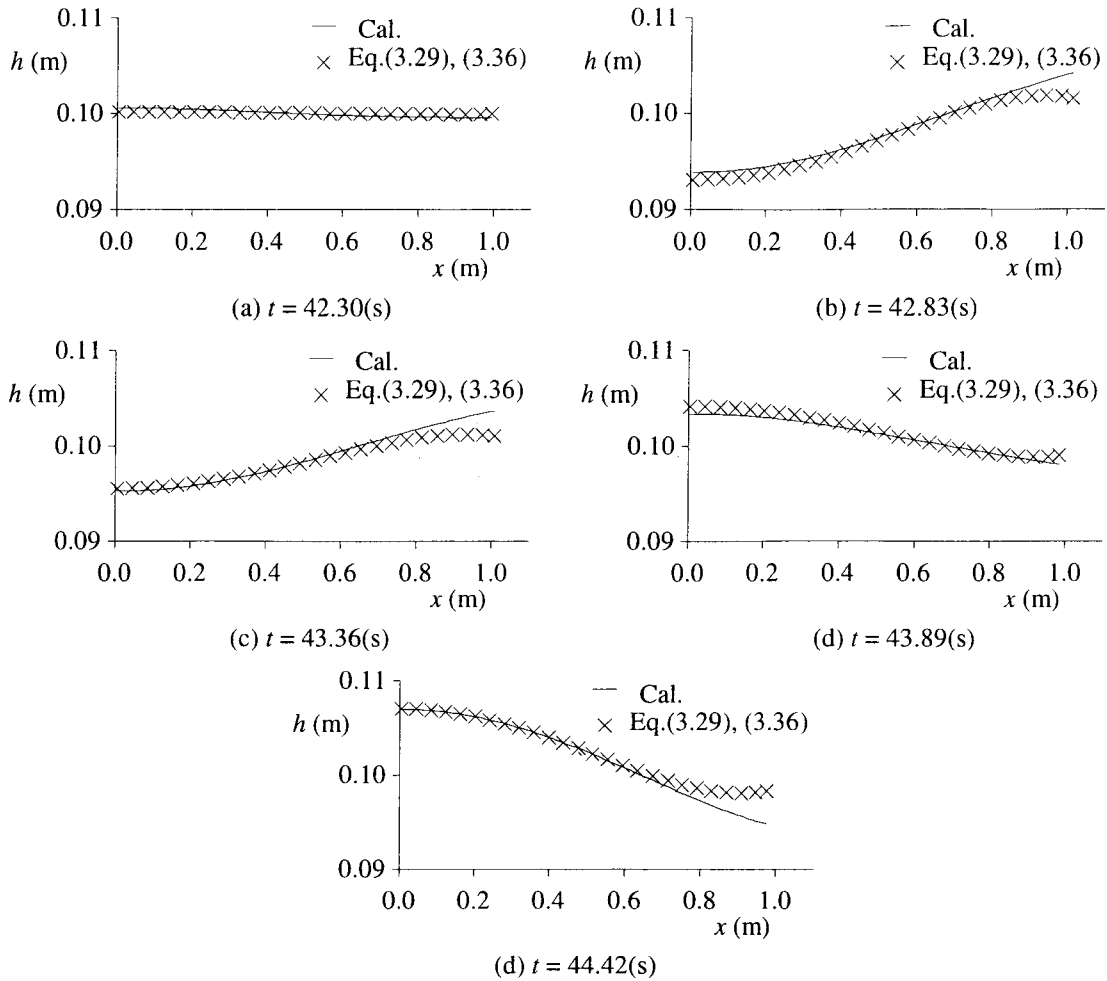 0.11
h (m)
0.10
0.09
Cal.
Eq.(3.29), (3.36)
0.0 0.2 0.4 0.6 0.8 1.0
x (m)
(a) t = 42.30(s)
0.11
h (m)
0.10
0.09
Cal.
Eq.(3.29), (3.36)
0.0 0.2 0.4 0.6 0.8 1.0
x (m)
(b) t = 42.83(s)
0.11
h (m)
0.10
0.09
Cal.
Eq.(3.29), (3.36)
0.0 0.2 0.4 0.6 0.8 1.0
x (m)
(c) t = 43.36(s)
0.11
h (m)
0.10
0.09
Cal.
Eq.(3.29), (3.36)
0.0 0.2 0.4 0.6 0.8 1.0
x (m)
(d) t = 43.89(s)
0.11
h (m)
0.10
0.09
Cal.
Eq.(3.29), (3.36)
0.0 0.2 0.4 0.6 0.8 1.0
x (m)
(d) t = 44.42(s)